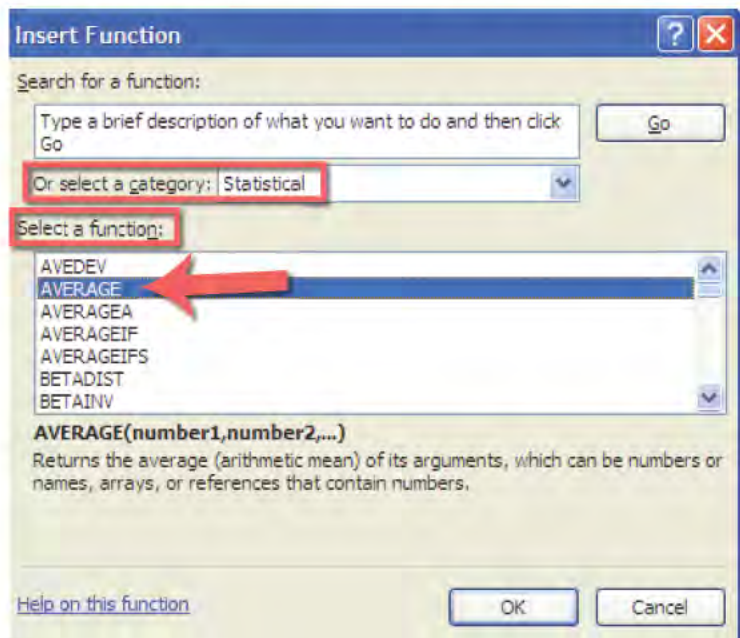 Insert Function
?
Search for a function:
Type a brief description of what you want to do and then click
Go
Go
Or select a category: Statistical
Select a function:
AVEDEV
AVERAGE
AVERAGEA
AVERAGEIF
AVERAGEIFS
BETADIST
BETAINV
AVERAGE(number1,number2,...)
Returns the average (arithmetic mean) of its arguments, which can be numbers or
names, arrays, or references that contain numbers.
Help on this function
OK
Cancel